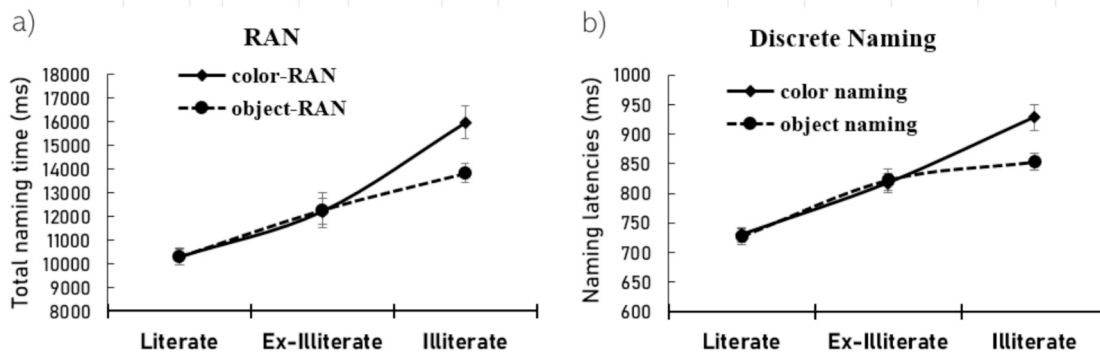 a)
RAN
color-RAN
object-RAN
Total naming time (ms)
18000
17000
16000
15000
14000
13000
12000
11000
10000
9000
8000
Literate Ex-Illiterate Illiterate
b)
Discrete Naming
color naming
object naming
Naming latencies (ms)
1000
950
900
850
800
750
700
650
600
Literate Ex-Illiterate Illiterate